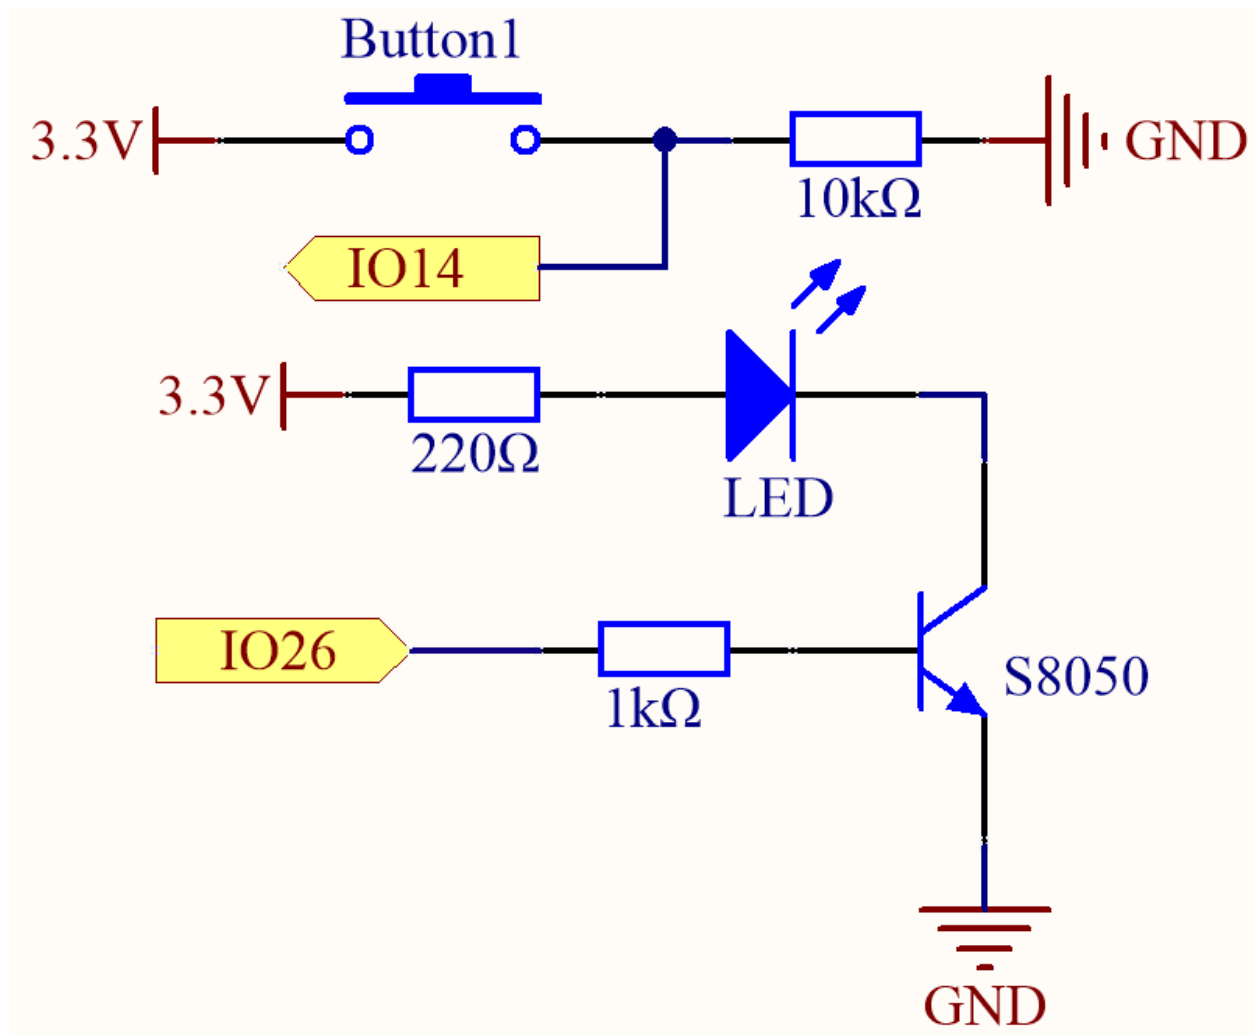 Button1
3.3V
GND
10kΩ
IO14
3.3V
220Ω
LED
IO26
1kΩ
S8050
GND